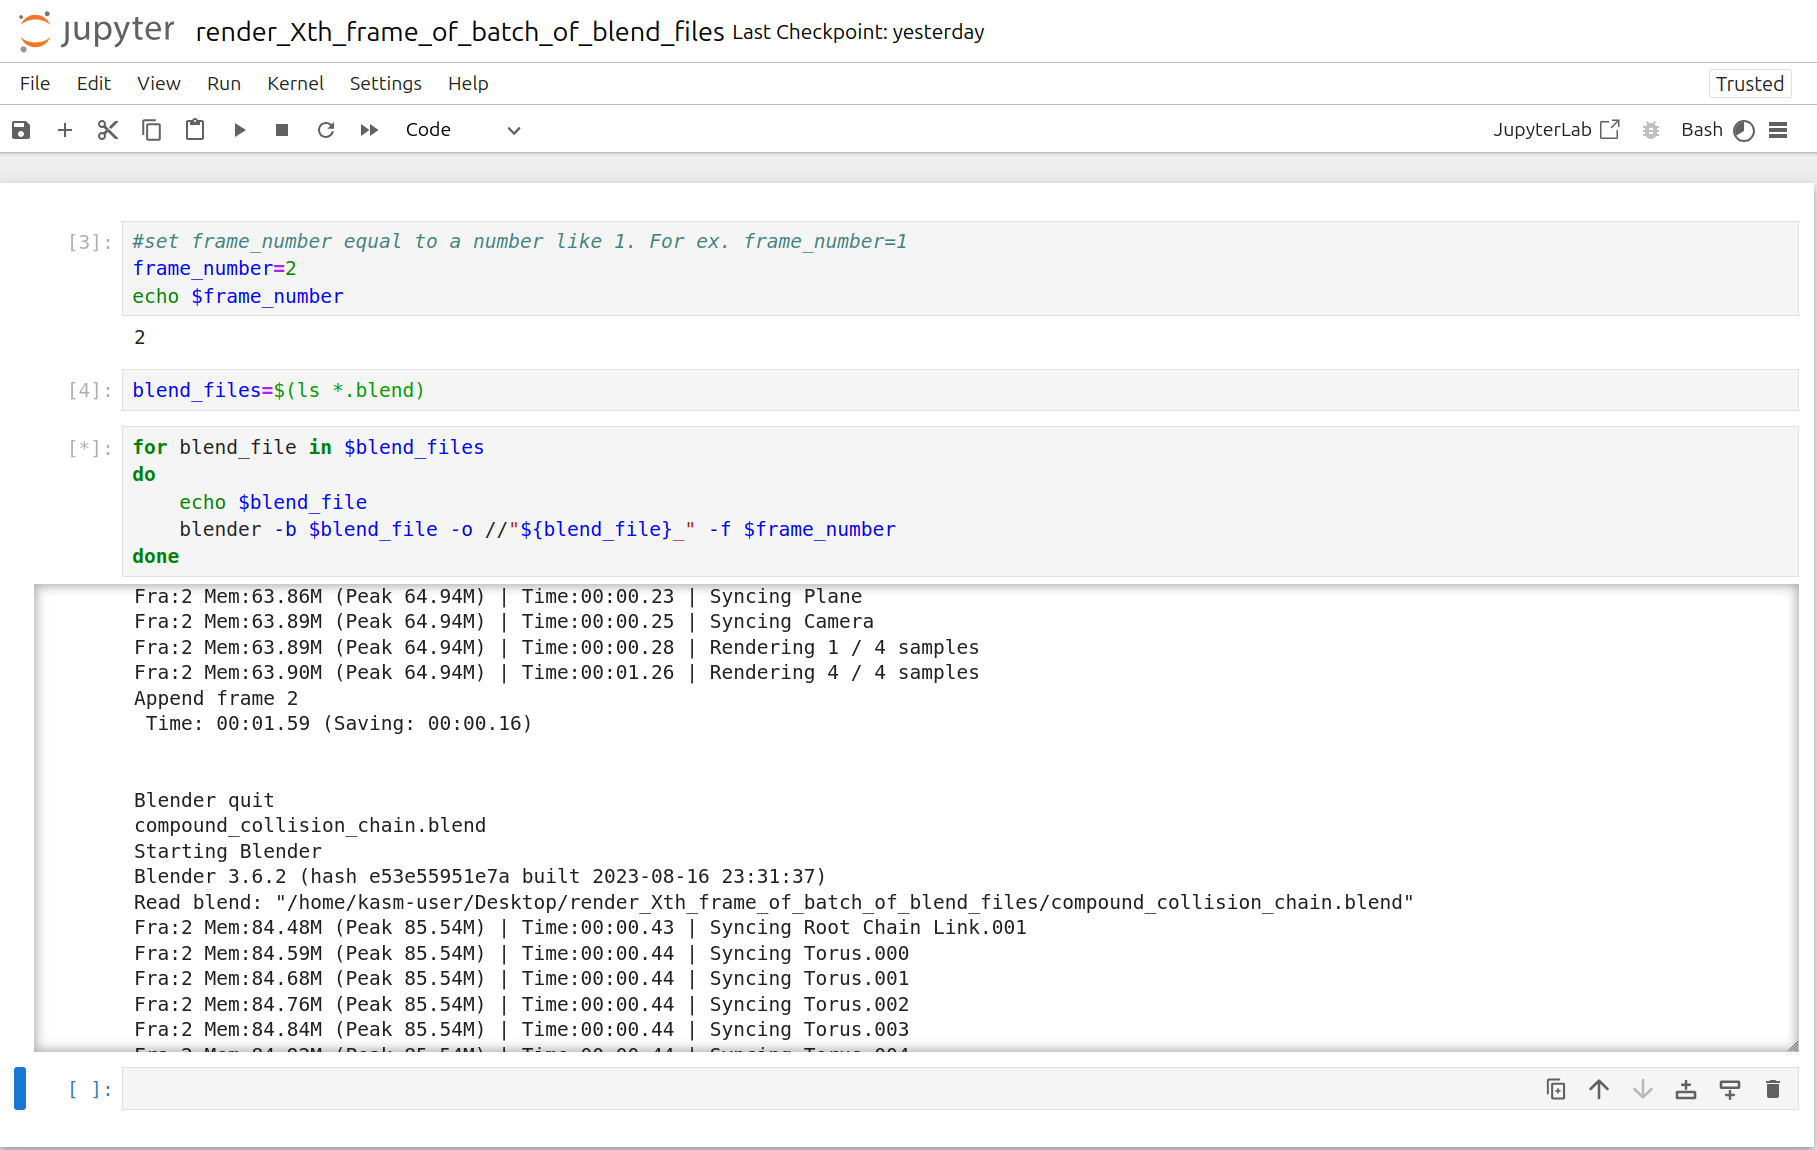 jupyter render_Xth_frame_of_batch_of_blend_files Last Checkpoint: yesterday
File Edit View Run Kernel Settings Help Trusted
Code JupyterLab Bash
[3]: #set frame_number equal to a number like 1. For ex. frame_number=1
frame_number=2
echo $frame_number
2
[4]: blend_files=$(ls *.blend)
[*]: for blend_file in $blend_files
do
    echo $blend_file
    blender -b $blend_file -o //"${blend_file}_" -f $frame_number
done
Fra:2 Mem:63.86M (Peak 64.94M) | Time:00:00.23 | Syncing Plane
Fra:2 Mem:63.89M (Peak 64.94M) | Time:00:00.25 | Syncing Camera
Fra:2 Mem:63.89M (Peak 64.94M) | Time:00:00.28 | Rendering 1 / 4 samples
Fra:2 Mem:63.90M (Peak 64.94M) | Time:00:01.26 | Rendering 4 / 4 samples
Append frame 2
 Time: 00:01.59 (Saving: 00:00.16)
Blender quit
compound_collision_chain.blend
Starting Blender
Blender 3.6.2 (hash e53e55951e7a built 2023-08-16 23:31:37)
Read blend: "/home/kasm-user/Desktop/render_Xth_frame_of_batch_of_blend_files/compound_collision_chain.blend"
Fra:2 Mem:84.48M (Peak 85.54M) | Time:00:00.43 | Syncing Root Chain Link.001
Fra:2 Mem:84.59M (Peak 85.54M) | Time:00:00.44 | Syncing Torus.000
Fra:2 Mem:84.68M (Peak 85.54M) | Time:00:00.44 | Syncing Torus.001
Fra:2 Mem:84.76M (Peak 85.54M) | Time:00:00.44 | Syncing Torus.002
Fra:2 Mem:84.84M (Peak 85.54M) | Time:00:00.44 | Syncing Torus.003
[ ]: